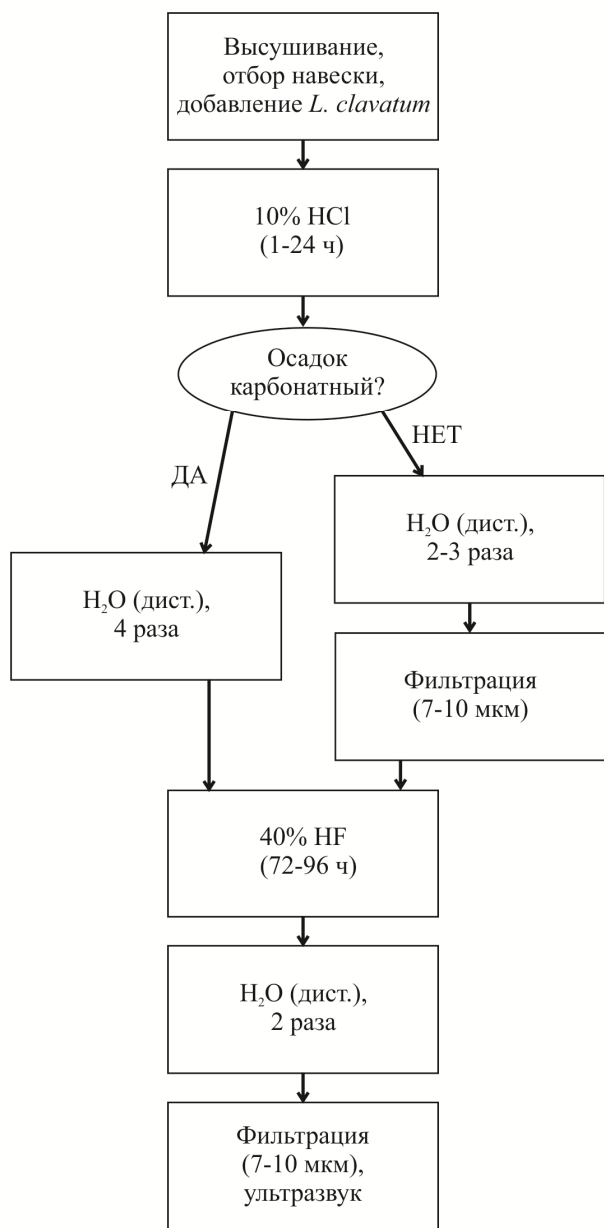 Высушивание,
отбор навески,
добавление L. clavatum
10% HCl
(1-24 ч)
Осадок
карбонатный?
ДА
НЕТ
H₂O (дист.),
4 раза
H₂O (дист.),
2-3 раза
Фильтрация
(7-10 мкм)
40% HF
(72-96 ч)
H₂O (дист.),
2 раза
Фильтрация
(7-10 мкм),
ультразвук